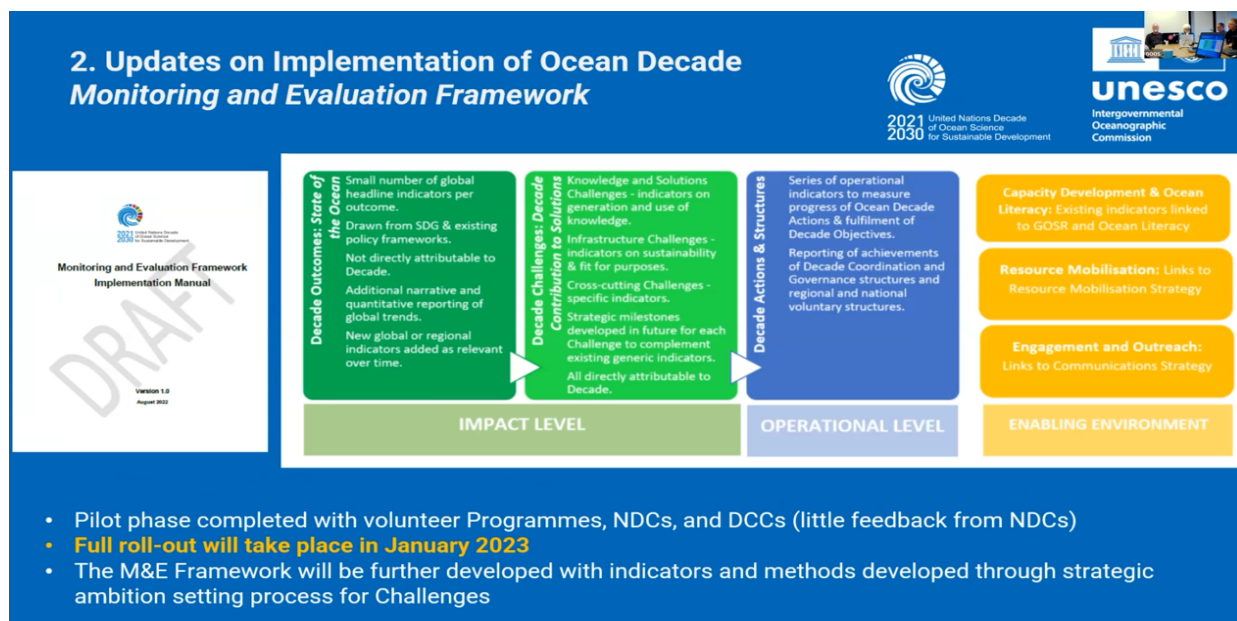 2. Updates on Implementation of Ocean Decade
Monitoring and Evaluation Framework
2021
2030
United Nations Decade
of Ocean Science
for Sustainable Development
unesco
Intergovernmental
Oceanographic
Commission
2021
2030
United Nations Decade
of Ocean Science
for Sustainable Development
Monitoring and Evaluation Framework
Implementation Manual
DRAFT
Version 1.0
August 2022
Decade Outcomes: State of
the Ocean
Small number of global
headline indicators per
outcome.
Drawn from SDG & existing
policy frameworks.
Not directly attributable to
Decade.
Additional narrative and
quantitative reporting of
global trends.
New global or regional
indicators added as relevant
over time.
Decade Challenges: Decade
Contribution to Solutions
Knowledge and Solutions
Challenges - indicators on
generation and use of
knowledge.
Infrastructure Challenges -
indicators on sustainability
& fit for purposes.
Cross-cutting Challenges -
specific indicators.
Strategic milestones
developed in future for each
Challenge to complement
existing generic indicators.
All directly attributable to
Decade.
Decade Actions & Structures
Series of operational
indicators to measure
progress of Ocean Decade
Actions & fulfilment of
Decade Objectives.
Reporting of achievements
of Decade Coordination and
Governance structures and
regional and national
voluntary structures.
Capacity Development & Ocean
Literacy: Existing indicators linked
to GOSR and Ocean Literacy
Resource Mobilisation: Links to
Resource Mobilisation Strategy
Engagement and Outreach:
Links to Communications Strategy
IMPACT LEVEL
OPERATIONAL LEVEL
ENABLING ENVIRONMENT
• Pilot phase completed with volunteer Programmes, NDCs, and DCCs (little feedback from NDCs)
• Full roll-out will take place in January 2023
• The M&E Framework will be further developed with indicators and methods developed through strategic
ambition setting process for Challenges